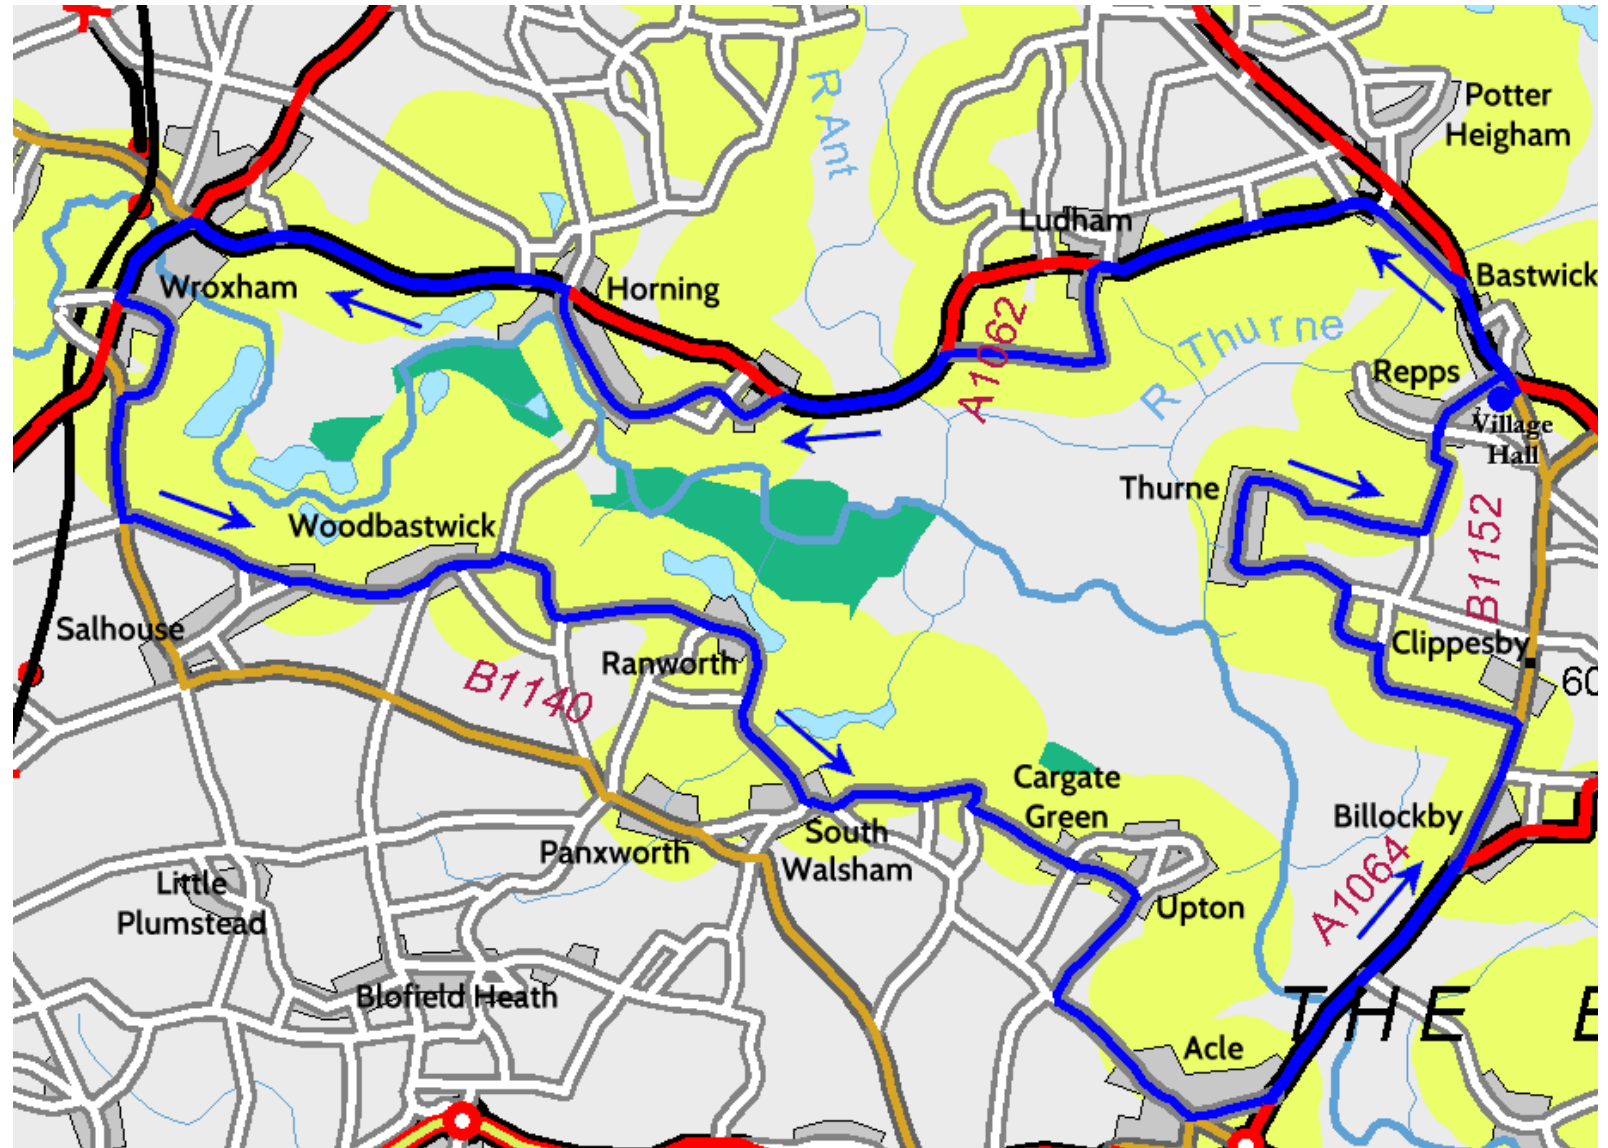 Potter
Heigham
R Ant
Ludham
Bastwick
Wroxham
Horning
A1062
R Thurne
Repps
Village
Hall
Thurne
B1152
Woodbastwick
Salhouse
Clippesby
Ranworth
B1140
60
Cargate
Green
Billockby
South
Walsham
Panxworth
A1064
Little
Plumstead
Upton
Blofield Heath
THE B
Acle